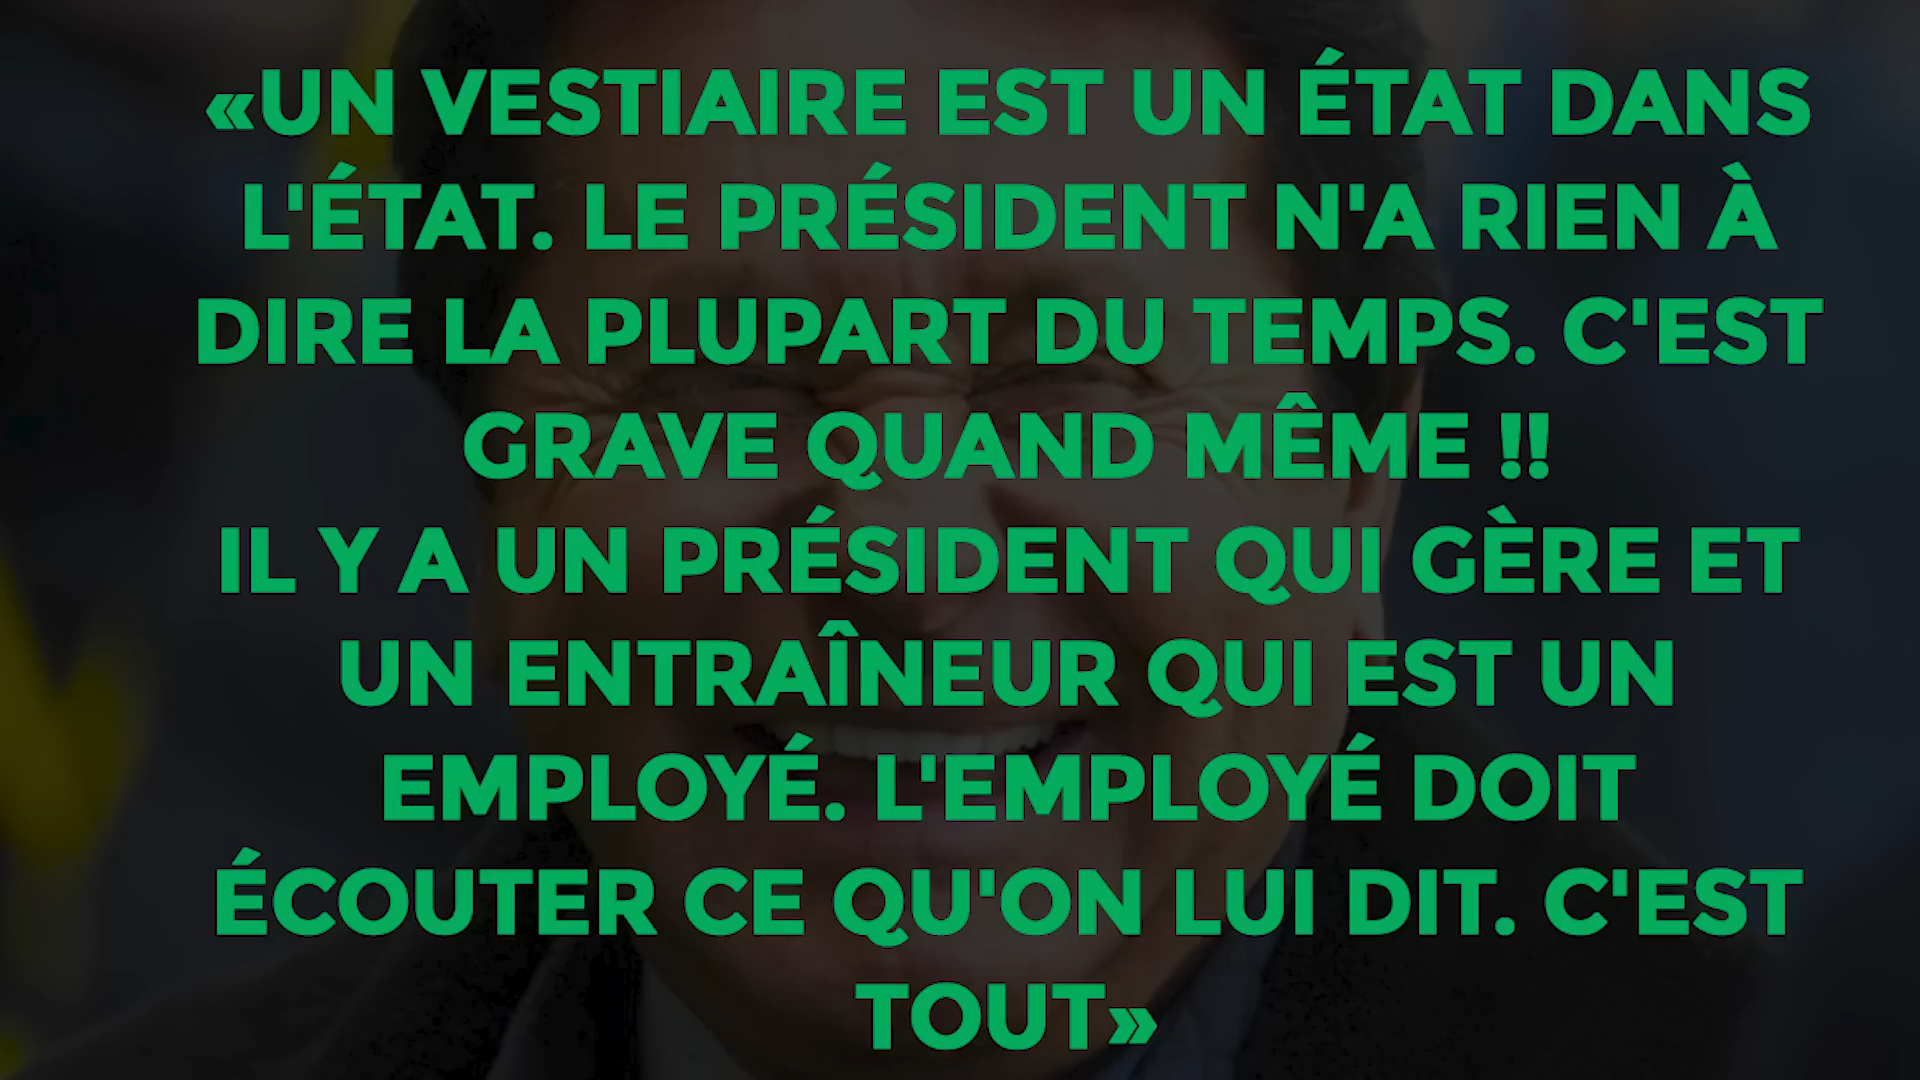 «UN VESTIAIRE EST UN ÉTAT DANS
L'ÉTAT. LE PRÉSIDENT N'A RIEN À
DIRE LA PLUPART DU TEMPS. C'EST
GRAVE QUAND MÊME !!
IL Y A UN PRÉSIDENT QUI GÈRE ET
UN ENTRAÎNEUR QUI EST UN
EMPLOYÉ. L'EMPLOYÉ DOIT
ÉCOUTER CE QU'ON LUI DIT. C'EST
TOUT»